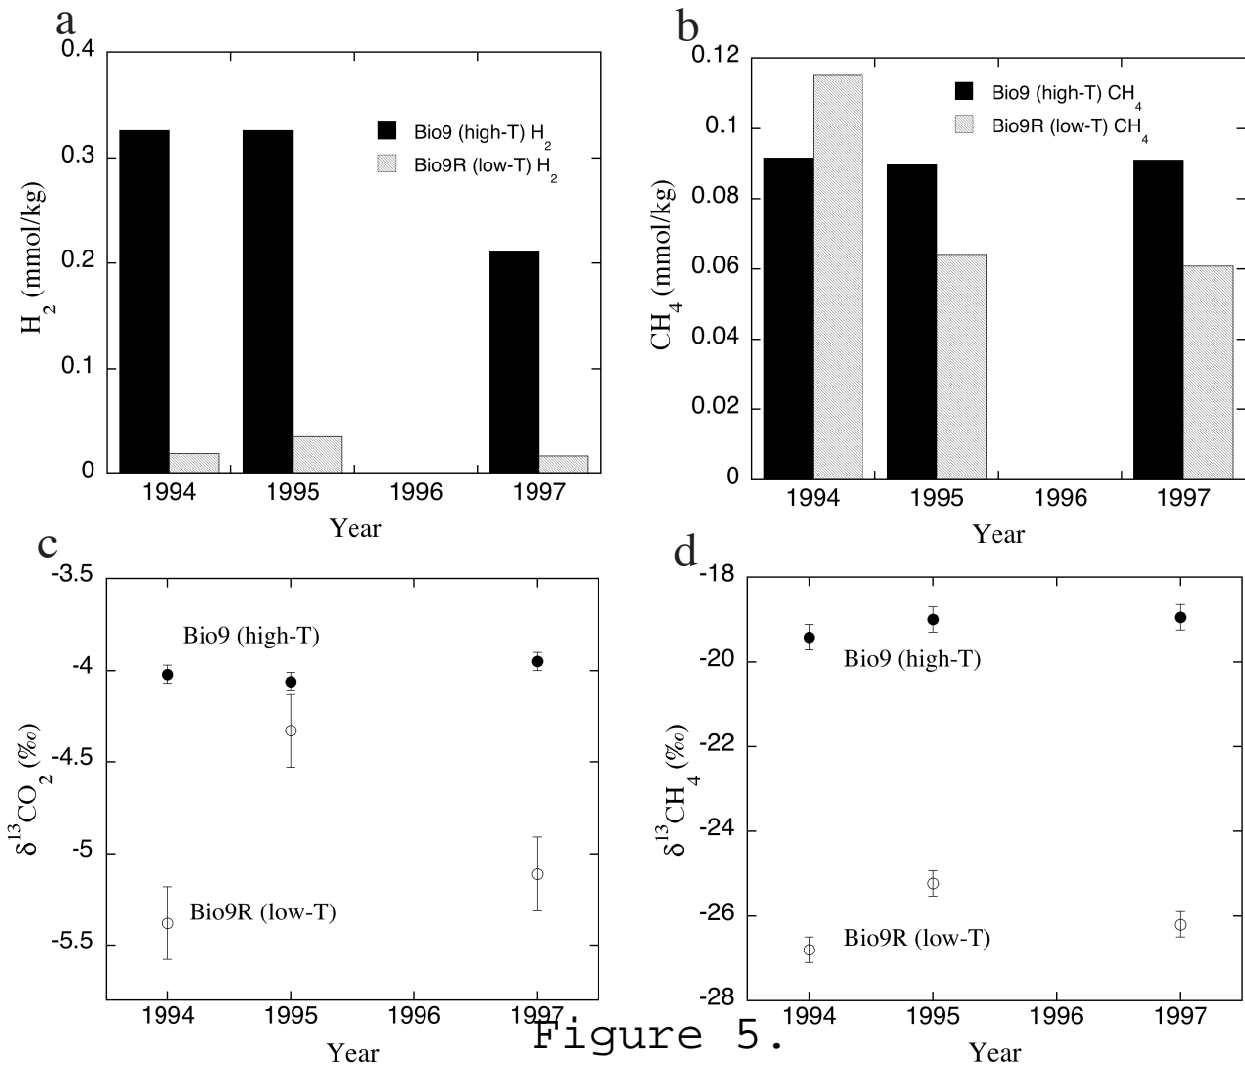 a
0.4
0.3
0.2
0.1
0
H2 (mmol/kg)
Bio9 (high-T) H2
Bio9R (low-T) H2
1994 1995 1996 1997
Year
b
0.12
0.1
0.08
0.06
0.04
0.02
0
CH4 (mmol/kg)
Bio9 (high-T) CH4
Bio9R (low-T) CH4
1994 1995 1996 1997
Year
c
-3.5
-4
-4.5
-5
-5.5
δ13CO2 (‰)
Bio9 (high-T)
Bio9R (low-T)
1994 1995 1996 1997
Year
d
-18
-20
-22
-24
-26
-28
δ13CH4 (‰)
Bio9 (high-T)
Bio9R (low-T)
1994 1995 1996 1997
Year
Figure 5.